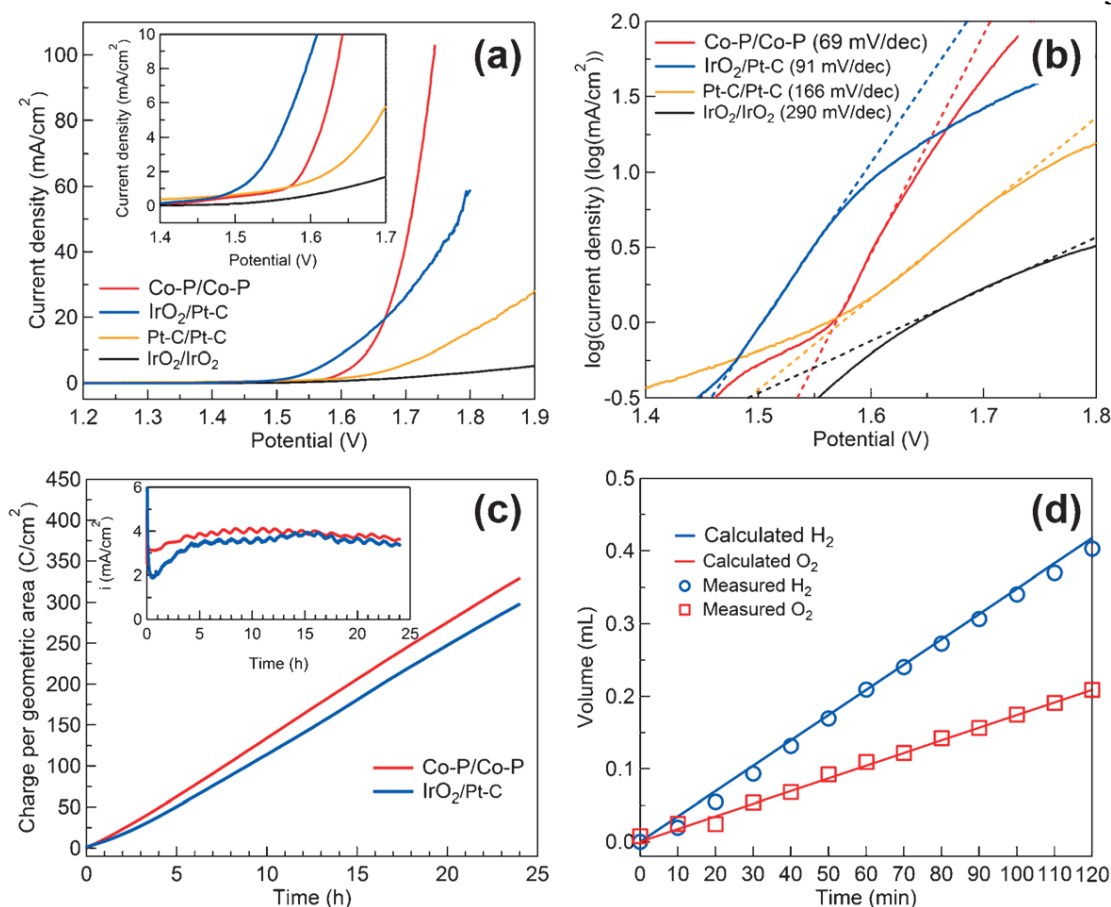 (a)
Current density (mA/cm²)
100
80
60
40
20
0
1.2 1.3 1.4 1.5 1.6 1.7 1.8 1.9
Potential (V)
Current density (mA/cm²)
10
8
6
4
2
0
1.4 1.5 1.6 1.7
Potential (V)
Co-P/Co-P
IrO₂/Pt-C
Pt-C/Pt-C
IrO₂/IrO₂
(b)
log(current density) (log(mA/cm²)
2.0
1.5
1.0
0.5
0.0
-0.5
1.4 1.5 1.6 1.7 1.8
Potential (V)
Co-P/Co-P (69 mV/dec)
IrO₂/Pt-C (91 mV/dec)
Pt-C/Pt-C (166 mV/dec)
IrO₂/IrO₂ (290 mV/dec)
(c)
Charge per geometric area (C/cm²)
450
400
350
300
250
200
150
100
50
0
0 5 10 15 20 25
Time (h)
i (mA/cm²)
6
4
2
0
0 5 10 15 20 25
Time (h)
Co-P/Co-P
IrO₂/Pt-C
(d)
Volume (mL)
0.5
0.4
0.3
0.2
0.1
0.0
0 10 20 30 40 50 60 70 80 90 100 110 120
Time (min)
Calculated H₂
Calculated O₂
Measured H₂
Measured O₂